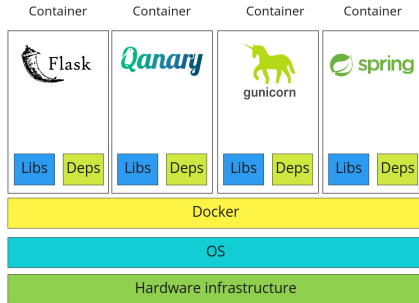 Container Container Container Container
Flask Qanary gunicorn spring
Libs Deps Libs Deps Libs Deps Libs Deps
Docker
OS
Hardware infrastructure